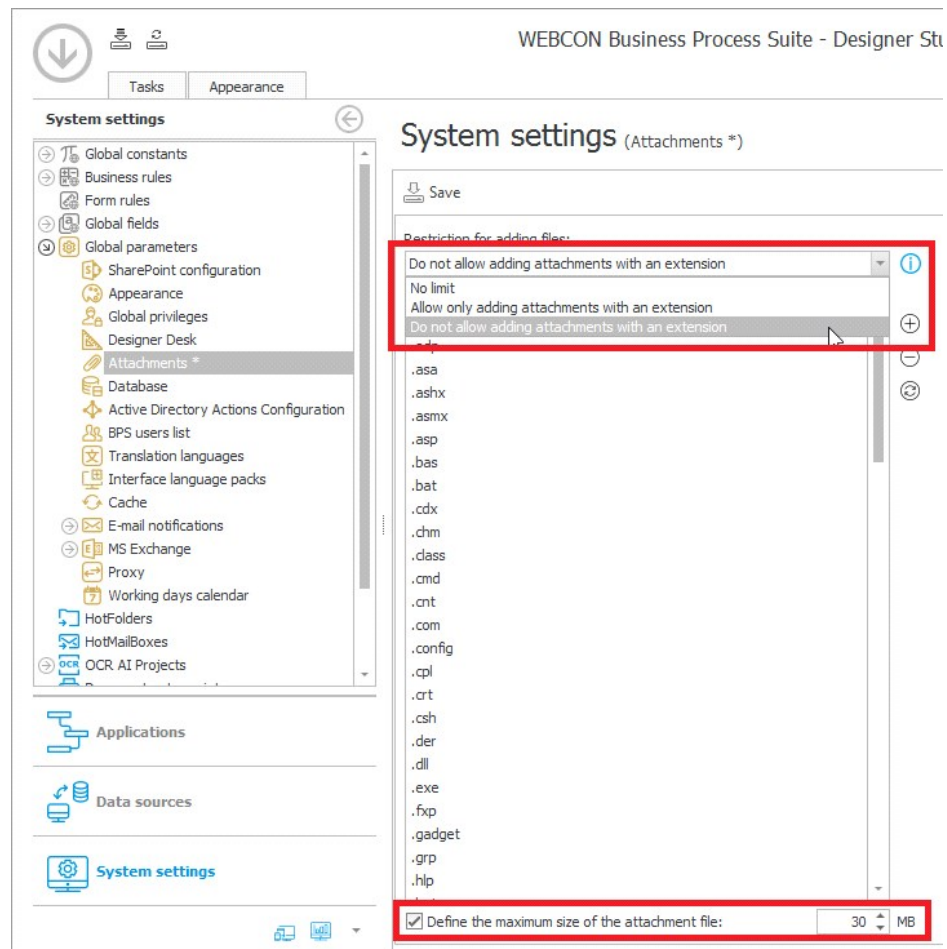 WEBCON Business Process Suite - Designer Stu
Tasks
Appearance
System settings
Global constants
Business rules
Form rules
Global fields
Global parameters
SharePoint configuration
Appearance
Global privileges
Designer Desk
Attachments *
Database
Active Directory Actions Configuration
BPS users list
Translation languages
Interface language packs
Cache
E-mail notifications
MS Exchange
Proxy
Working days calendar
HotFolders
HotMailBoxes
OCR AI Projects
Applications
Data sources
System settings
System settings (Attachments *)
Save
Restriction for adding files:
Do not allow adding attachments with an extension
No limit
Allow only adding attachments with an extension
Do not allow adding attachments with an extension
.adp
.asa
.ashx
.asmx
.asp
.bas
.bat
.cdx
.chm
.class
.cmd
.cnt
.com
.config
.cpl
.crt
.csh
.der
.dll
.exe
.fxp
.gadget
.grp
.hlp
Define the maximum size of the attachment file: 30 MB